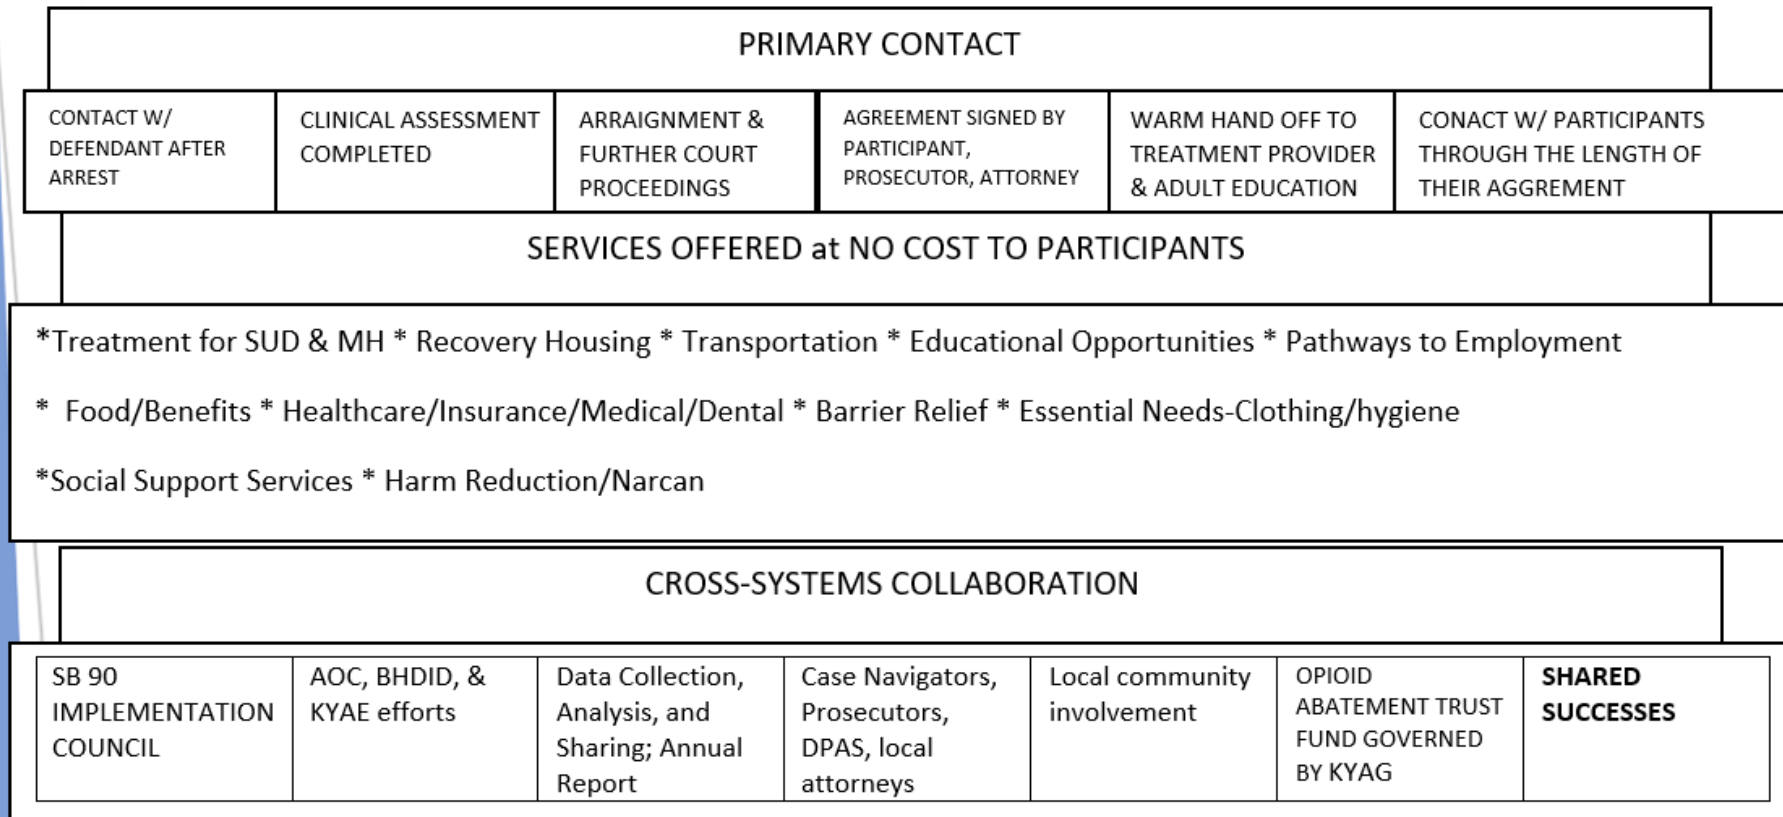 PRIMARY CONTACT
CONTACT W/
DEFENDANT AFTER
ARREST
CLINICAL ASSESSMENT
COMPLETED
ARRAIGNMENT &
FURTHER COURT
PROCEEDINGS
AGREEMENT SIGNED BY
PARTICIPANT,
PROSECUTOR, ATTORNEY
WARM HAND OFF TO
TREATMENT PROVIDER
& ADULT EDUCATION
CONACT W/ PARTICIPANTS
THROUGH THE LENGTH OF
THEIR AGGREMENT
SERVICES OFFERED at NO COST TO PARTICIPANTS
*Treatment for SUD & MH * Recovery Housing * Transportation * Educational Opportunities * Pathways to Employment
* Food/Benefits * Healthcare/Insurance/Medical/Dental * Barrier Relief * Essential Needs-Clothing/hygiene
*Social Support Services * Harm Reduction/Narcan
CROSS-SYSTEMS COLLABORATION
SB 90
IMPLEMENTATION
COUNCIL
AOC, BHDID, &
KYAE efforts
Data Collection,
Analysis, and
Sharing; Annual
Report
Case Navigators,
Prosecutors,
DPAS, local
attorneys
Local community
involvement
OPIOID
ABATEMENT TRUST
FUND GOVERNED
BY KYAG
SHARED
SUCCESSES